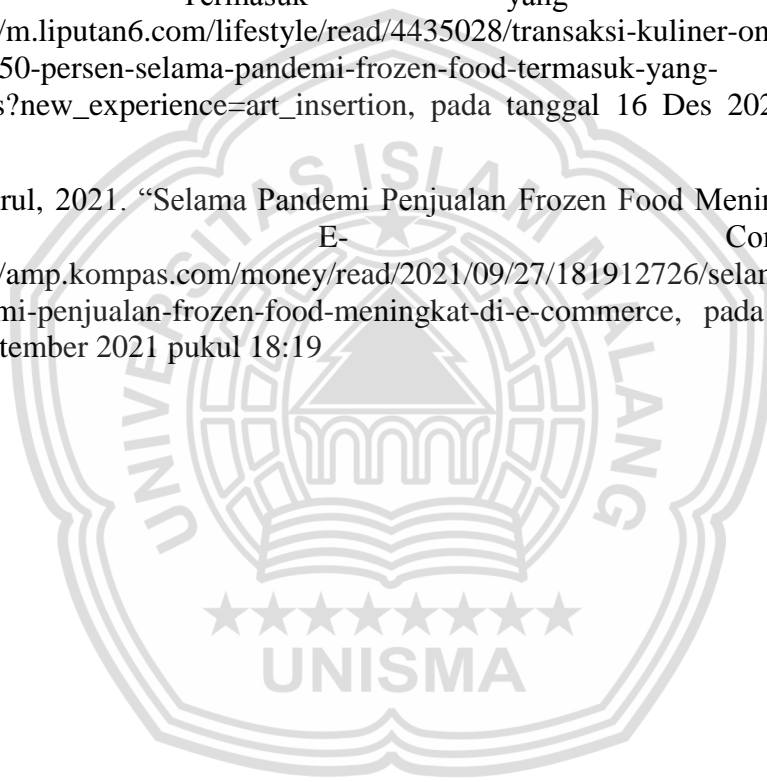 Termasuk yang
/m.liputan6.com/lifestyle/read/4435028/transaksi-kuliner-on
50-persen-selama-pandemi-frozen-food-termasuk-yang-
s?new_experience=art_insertion, pada tanggal 16 Des 202
rul, 2021. “Selama Pandemi Penjualan Frozen Food Menin
E- Cor
/amp.kompas.com/money/read/2021/09/27/181912726/selam
mi-penjualan-frozen-food-meningkat-di-e-commerce, pada
tember 2021 pukul 18:19
UNIVERSITAS ISLAM MALANG
UNISMA